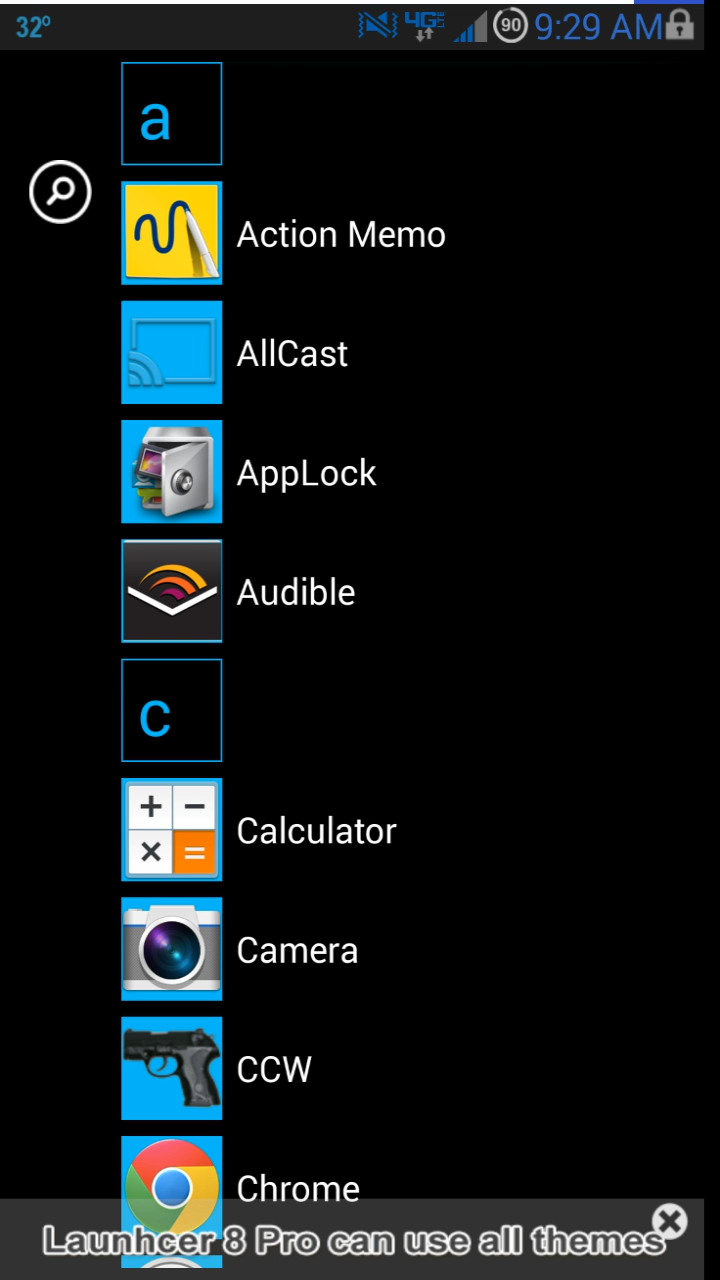 32° 4G LTE 90 9:29 AM
a
Action Memo
AllCast
AppLock
Audible
c
Calculator
Camera
CCW
Chrome
Launhcer 8 Pro can use all themes